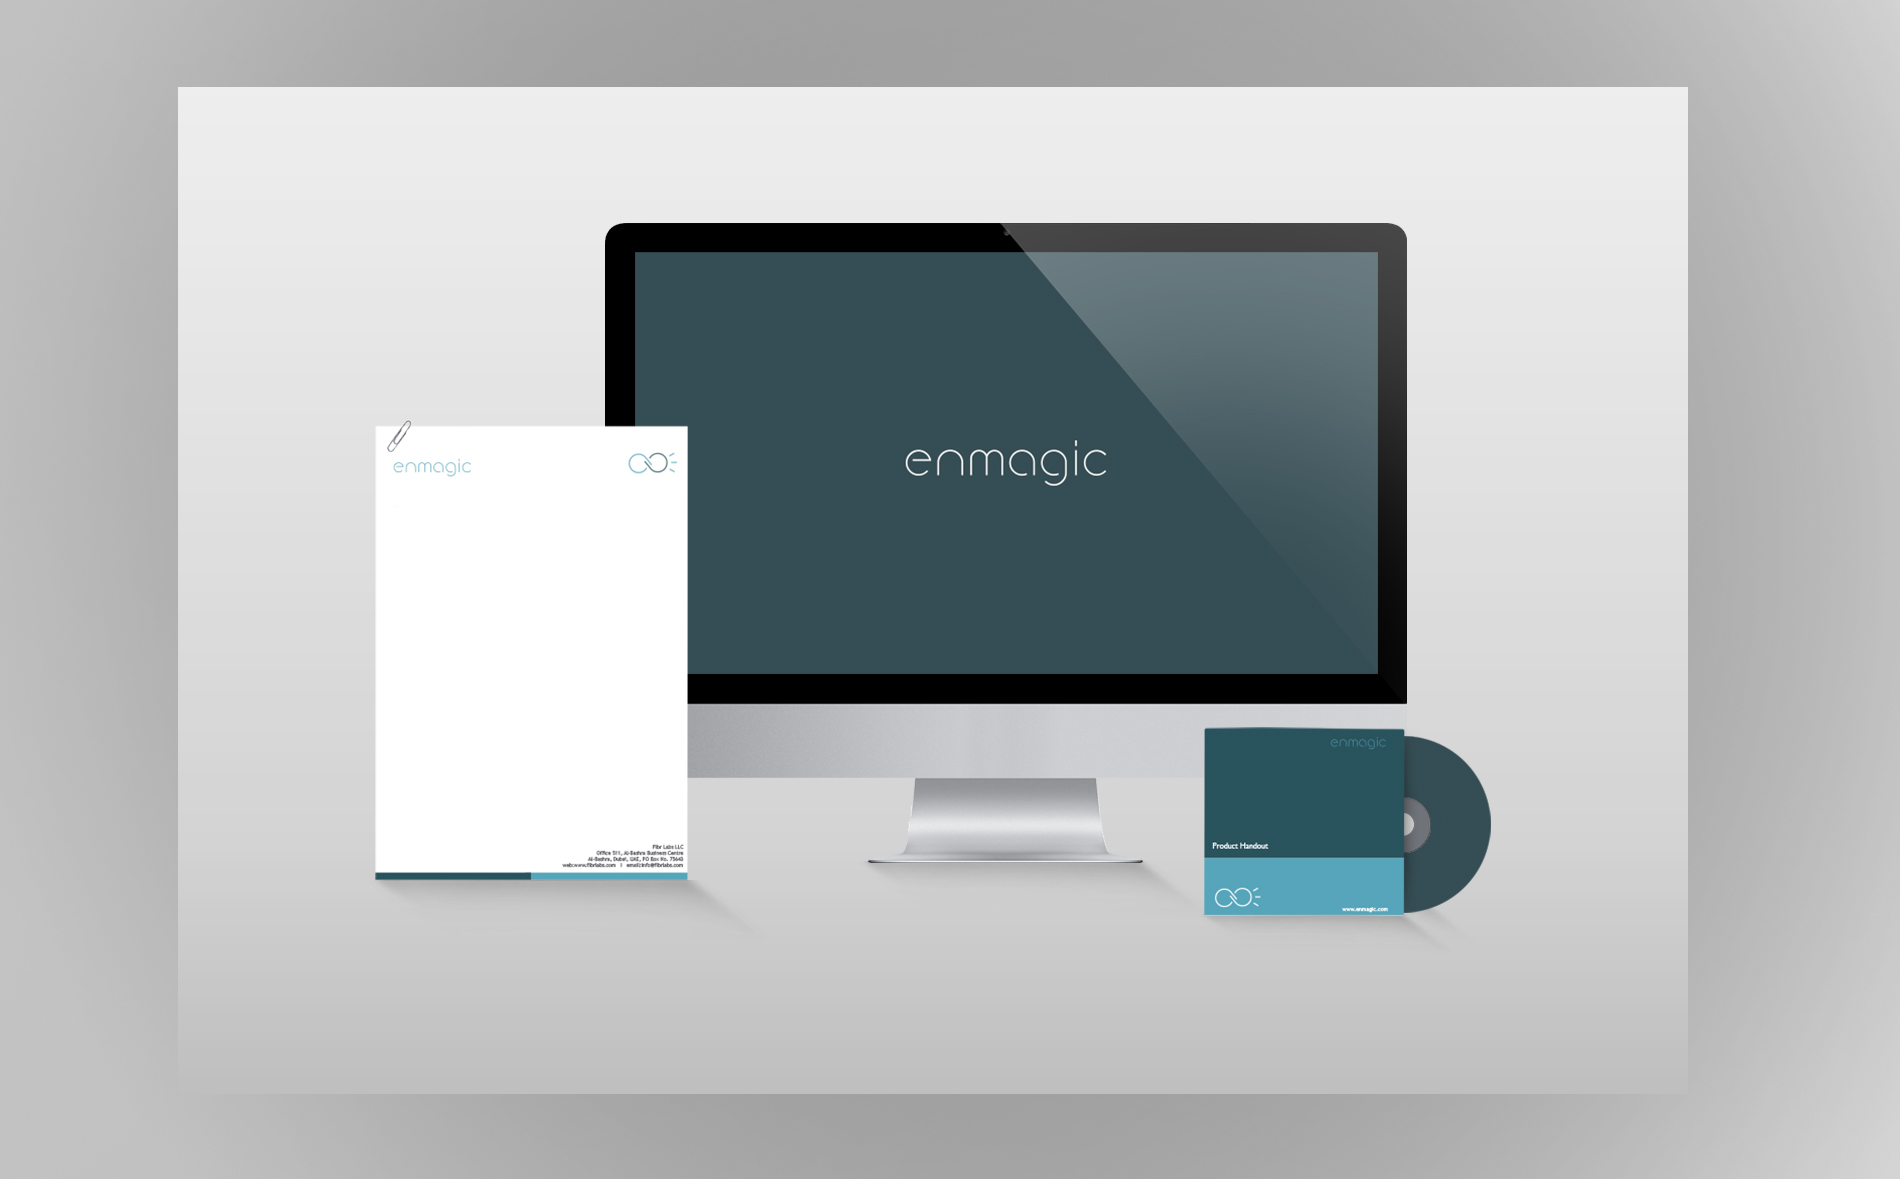 enmagic
enmagic
Fibr Labs LLC
Office 511, Al-Bashra Business Centre
Al-Bashra, Dubai, UAE, PO Box No. 75643
web:www.fibrlabs.com | email:info@fibrlabs.com
enmagic
Product Handout
www.enmagic.com